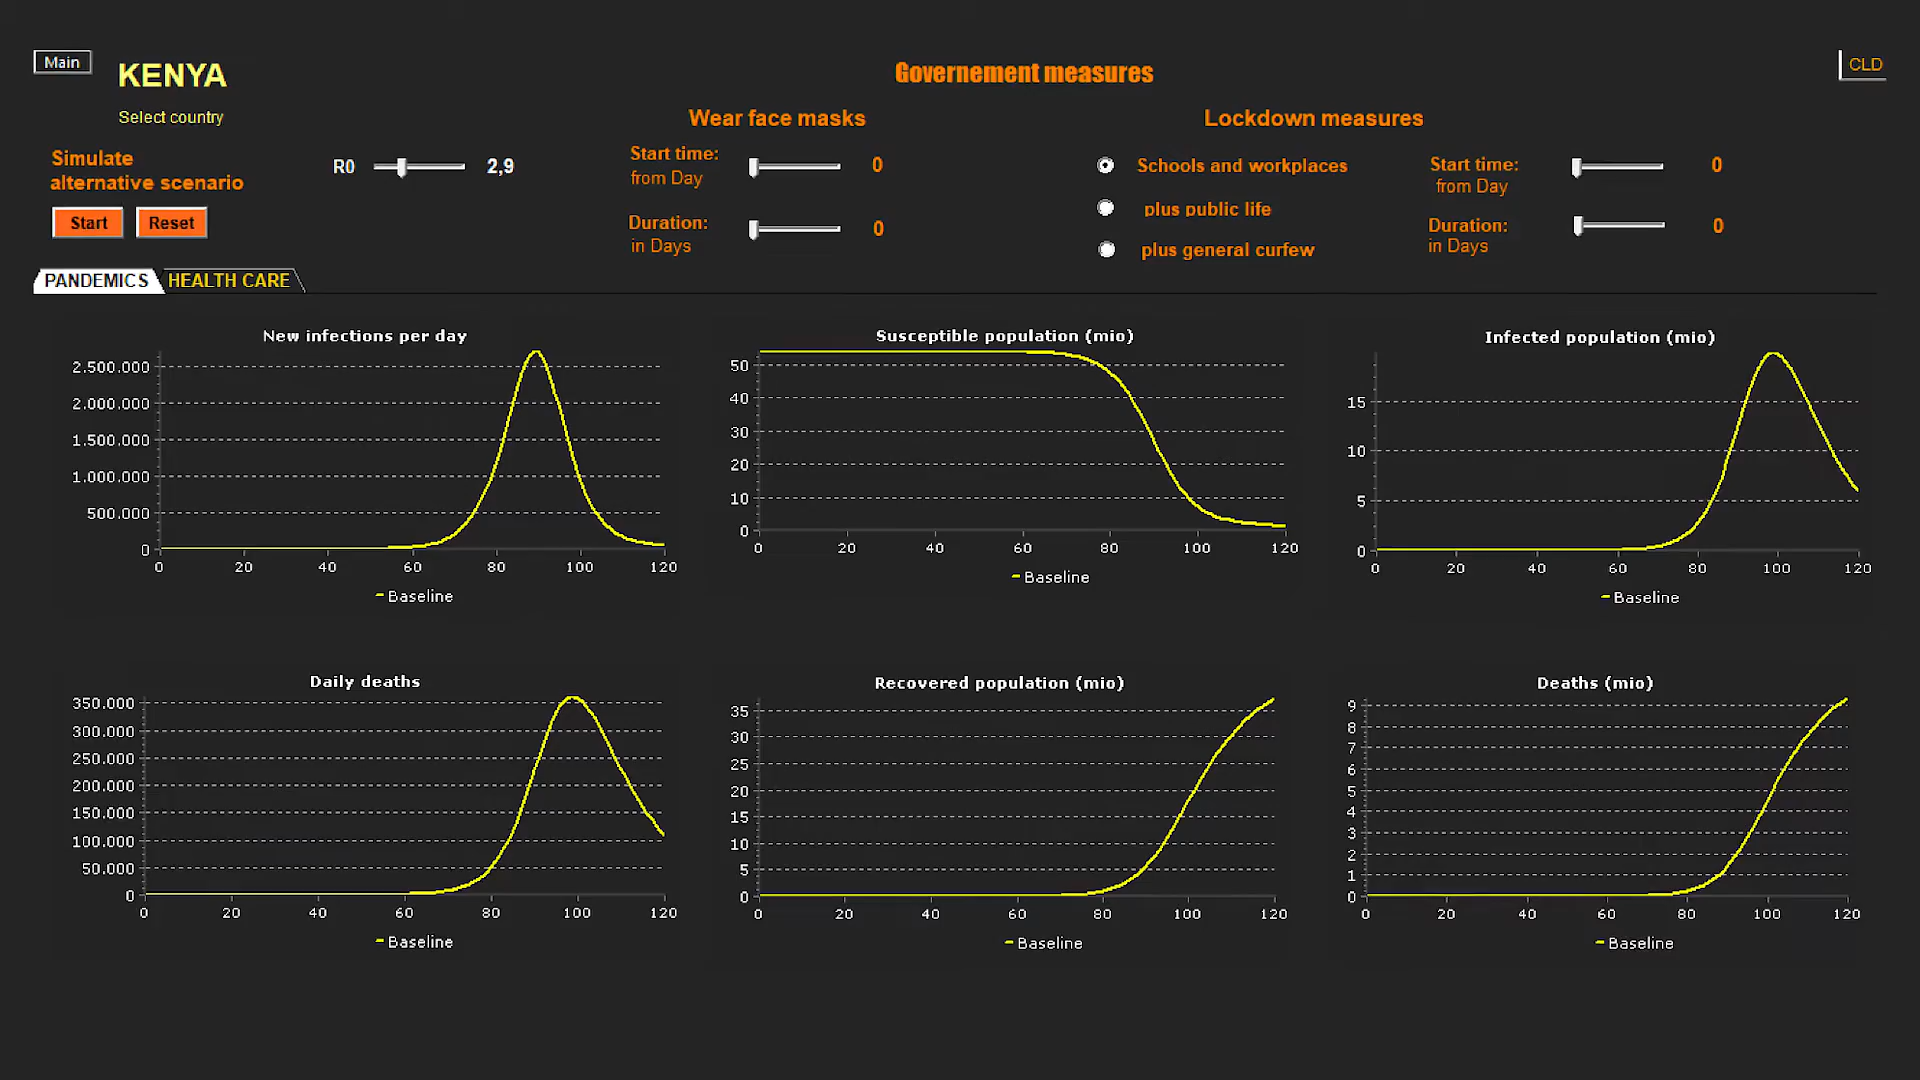 Main
KENYA
Select country
Governement measures
CLD
Simulate
alternative scenario
Start
Reset
R0
2,9
Wear face masks
Start time:
from Day
0
Duration:
in Days
0
Lockdown measures
Schools and workplaces
plus public life
plus general curfew
Start time:
from Day
0
Duration:
in Days
0
PANDEMICS
HEALTH CARE
New infections per day
2.500.000
2.000.000
1.500.000
1.000.000
500.000
0
0 20 40 60 80 100 120
Baseline
Susceptible population (mio)
50
40
30
20
10
0
0 20 40 60 80 100 120
Baseline
Infected population (mio)
15
10
5
0
0 20 40 60 80 100 120
Baseline
Daily deaths
350.000
300.000
250.000
200.000
150.000
100.000
50.000
0
0 20 40 60 80 100 120
Baseline
Recovered population (mio)
35
30
25
20
15
10
5
0
0 20 40 60 80 100 120
Baseline
Deaths (mio)
9
8
7
6
5
4
3
2
1
0
0 20 40 60 80 100 120
Baseline